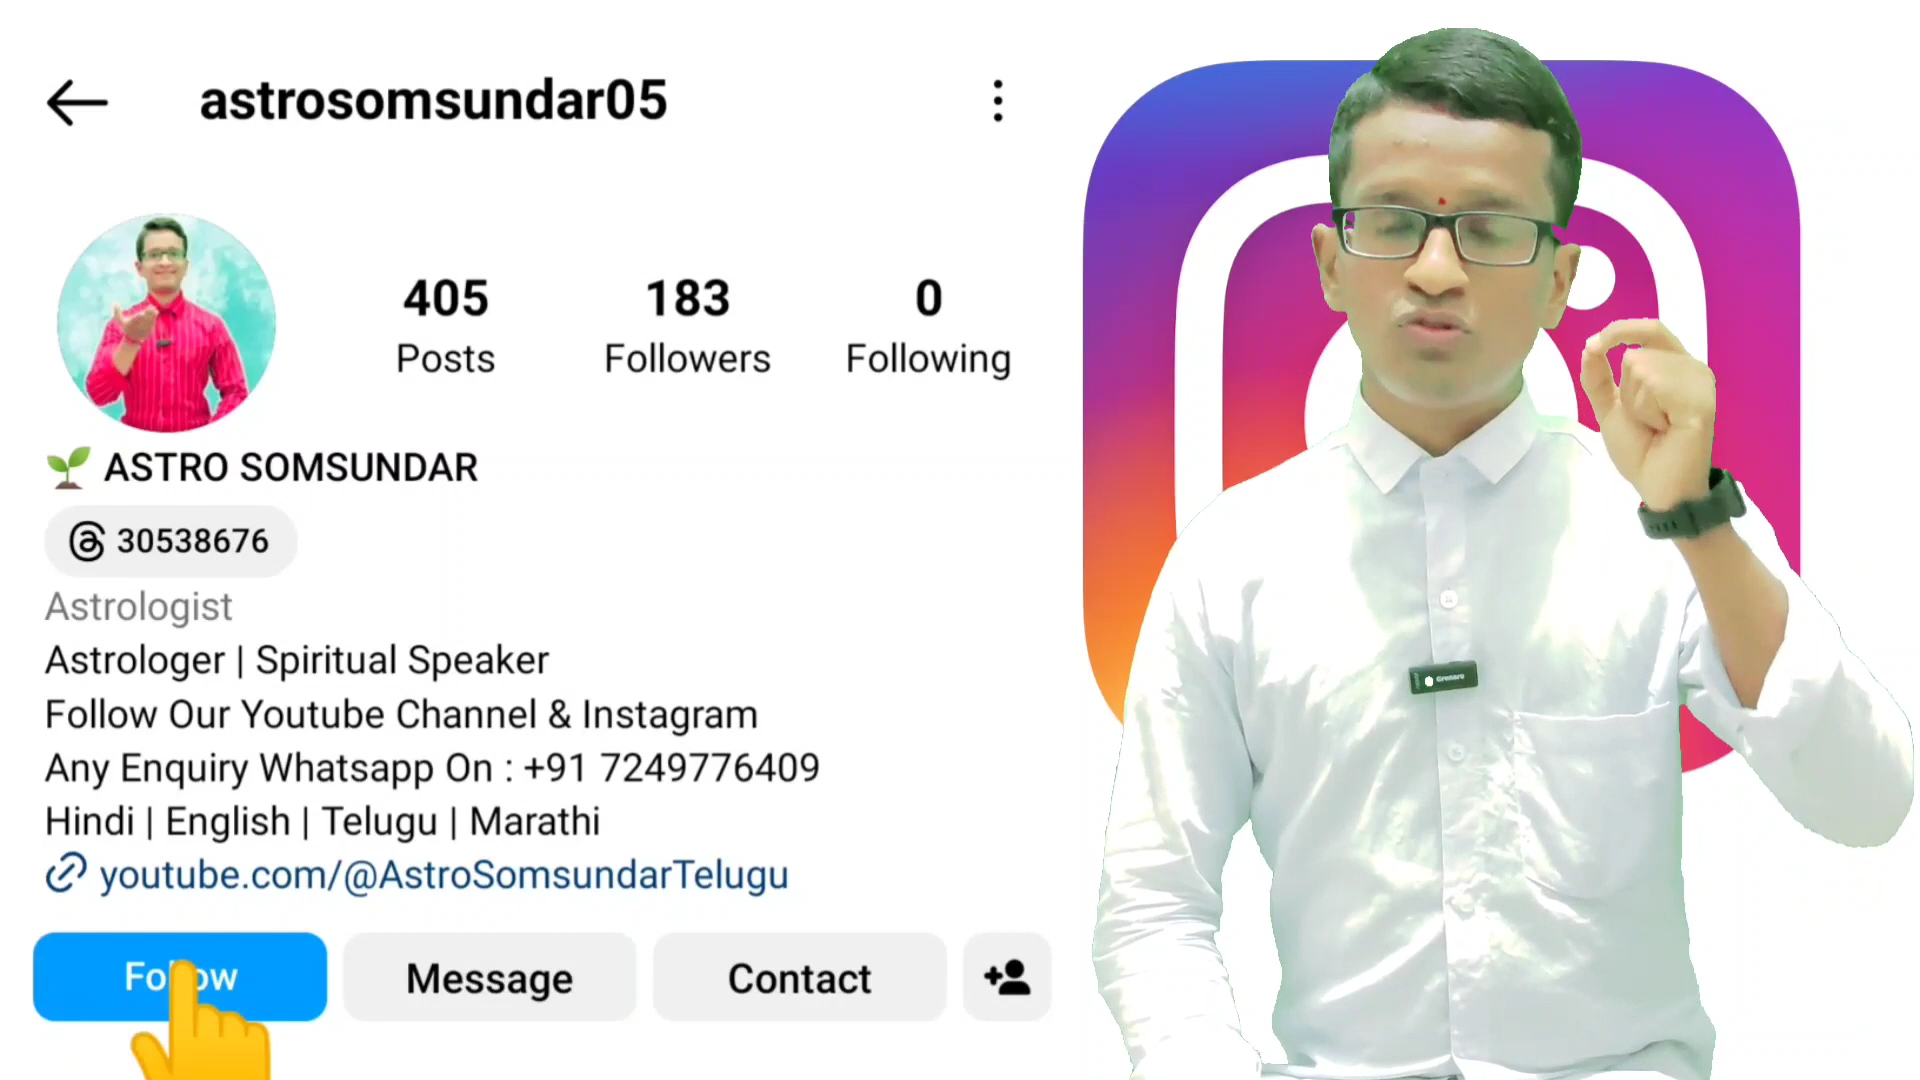 astrosomsundar05
405 183 0
Posts Followers Following
🌱 ASTRO SOMSUNDAR
30538676
Astrologist
Astrologer | Spiritual Speaker
Follow Our Youtube Channel & Instagram
Any Enquiry Whatsapp On : +91 7249776409
Hindi | English | Telugu | Marathi
youtube.com/@AstroSomsundarTelugu
Follow Message Contact